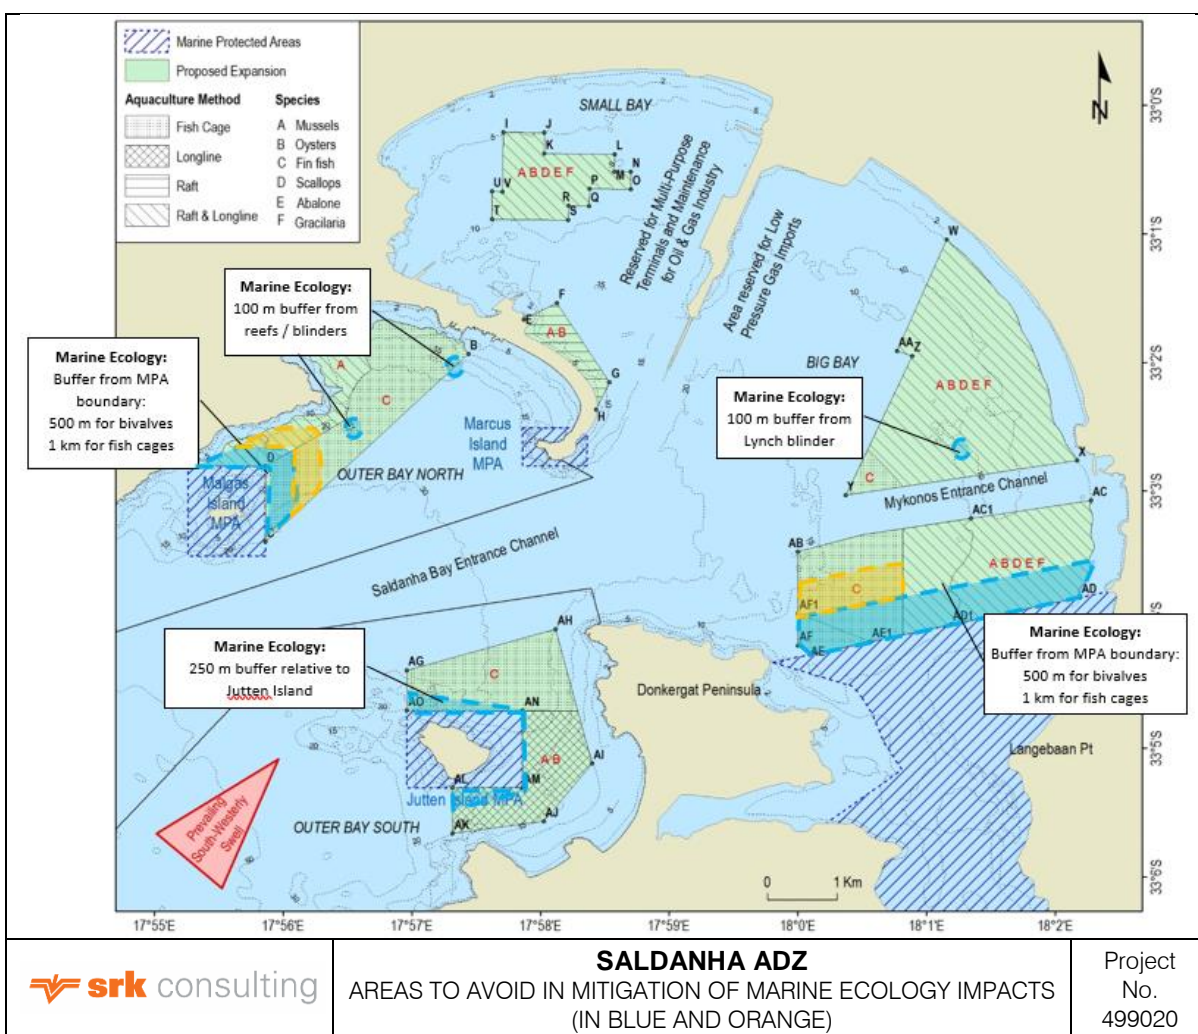 Marine Protected Areas
Proposed Expansion
Aquaculture Method
Fish Cage
Longline
Raft
Raft & Longline
Species
A Mussels
B Oysters
C Fin fish
D Scallops
E Abalone
F Gracilaria
SMALL BAY
N
33°0'S
33°1'S
33°2'S
33°3'S
33°5'S
33°6'S
I
J
K
L
M
N
O
P
Q
R
S
T
U
V
ABDEF
Reserved for Multi-Purpose
Terminals and Maintenance
for Oil & Gas Industry
Area reserved for Low
Pressure Gas Imports
W
AA
Z
BIG BAY
ABDEF
X
Y
C
Marine Ecology:
100 m buffer from
reefs / blinders
Marine Ecology:
Buffer from MPA
boundary:
500 m for bivalves
1 km for fish cages
A
B
C
D
E
F
G
H
AB
Marcus
Island
MPA
OUTER BAY NORTH
Malgas
Island
MPA
Marine Ecology:
100 m buffer from
Lynch blinder
Mykonos Entrance Channel
AC
AC1
AB
ABDEF
AD
AD1
C
AF1
AF
AE
AE1
Saldanha Bay Entrance Channel
Marine Ecology:
250 m buffer relative to
Jutten Island
Marine Ecology:
Buffer from MPA boundary:
500 m for bivalves
1 km for fish cages
AH
AG
C
AO
AN
AB
AI
AL
AM
Jutten Island MPA
AK
AJ
Donkergat Peninsula
Langebaan Pt
OUTER BAY SOUTH
Prevailing
South-Westerly
Swell
0 1 Km
17°55'E 17°56'E 17°57'E 17°58'E 17°59'E 18°0'E 18°1'E 18°2'E
srk consulting
SALDANHA ADZ
AREAS TO AVOID IN MITIGATION OF MARINE ECOLOGY IMPACTS
(IN BLUE AND ORANGE)
Project
No.
499020